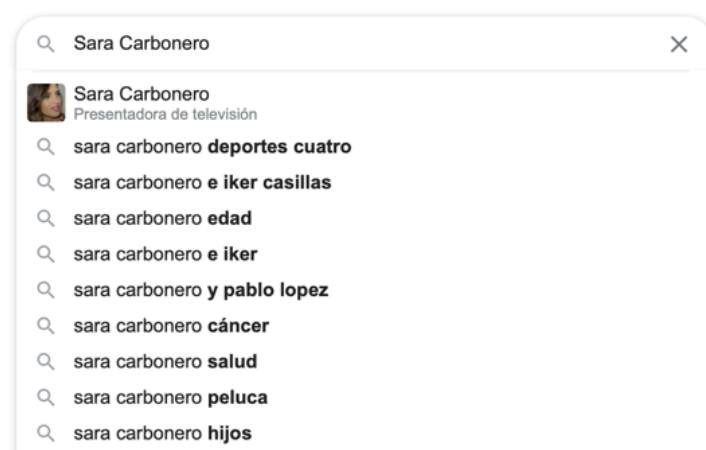 Sara Carbonero
Sara Carbonero
Presentadora de televisión
sara carbonero deportes cuatro
sara carbonero e iker casillas
sara carbonero edad
sara carbonero e iker
sara carbonero y pablo lopez
sara carbonero cáncer
sara carbonero salud
sara carbonero peluca
sara carbonero hijos